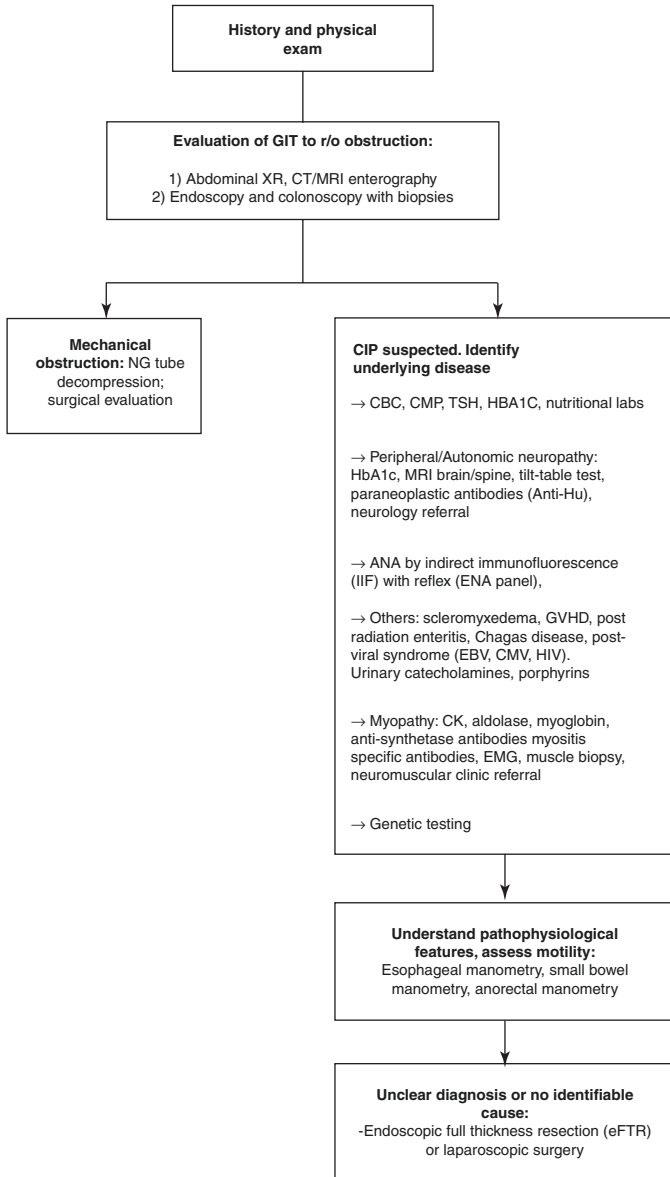 History and physical
exam
Evaluation of GIT to r/o obstruction:
1) Abdominal XR, CT/MRI enterography
2) Endoscopy and colonoscopy with biopsies
Mechanical
obstruction: NG tube
decompression;
surgical evaluation
CIP suspected. Identify
underlying disease
→ CBC, CMP, TSH, HBA1C, nutritional labs
→ Peripheral/Autonomic neuropathy:
HbA1c, MRI brain/spine, tilt-table test,
paraneoplastic antibodies (Anti-Hu),
neurology referral
→ ANA by indirect immunofluorescence
(IIF) with reflex (ENA panel),
→ Others: scleromyxedema, GVHD, post
radiation enteritis, Chagas disease, post-
viral syndrome (EBV, CMV, HIV).
Urinary catecholamines, porphyrins
→ Myopathy: CK, aldolase, myoglobin,
anti-synthetase antibodies myositis
specific antibodies, EMG, muscle biopsy,
neuromuscular clinic referral
→ Genetic testing
Understand pathophysiological
features, assess motility:
Esophageal manometry, small bowel
manometry, anorectal manometry
Unclear diagnosis or no identifiable
cause:
-Endoscopic full thickness resection (eFTR)
or laparoscopic surgery